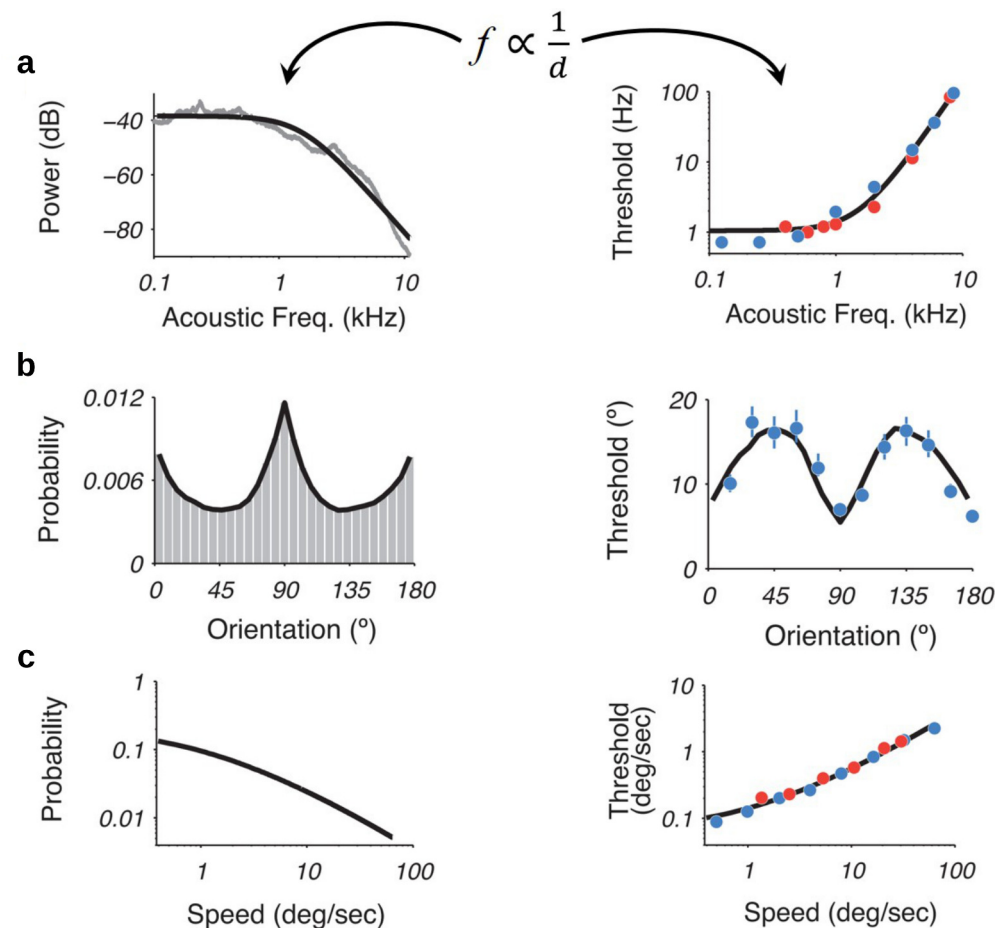 f ∝ 1/d
a
Power (dB)
−40
−60
−80
0.1 1 10
Acoustic Freq. (kHz)
Threshold (Hz)
100
10
1
0.1 1 10
Acoustic Freq. (kHz)
b
Probability
0.012
0.006
0
0 45 90 135 180
Orientation (º)
Threshold (°)
20
10
0
0 45 90 135 180
Orientation (º)
c
Probability
1
0.1
0.01
1 10 100
Speed (deg/sec)
Threshold
(deg/sec)
10
1
0.1
1 10 100
Speed (deg/sec)